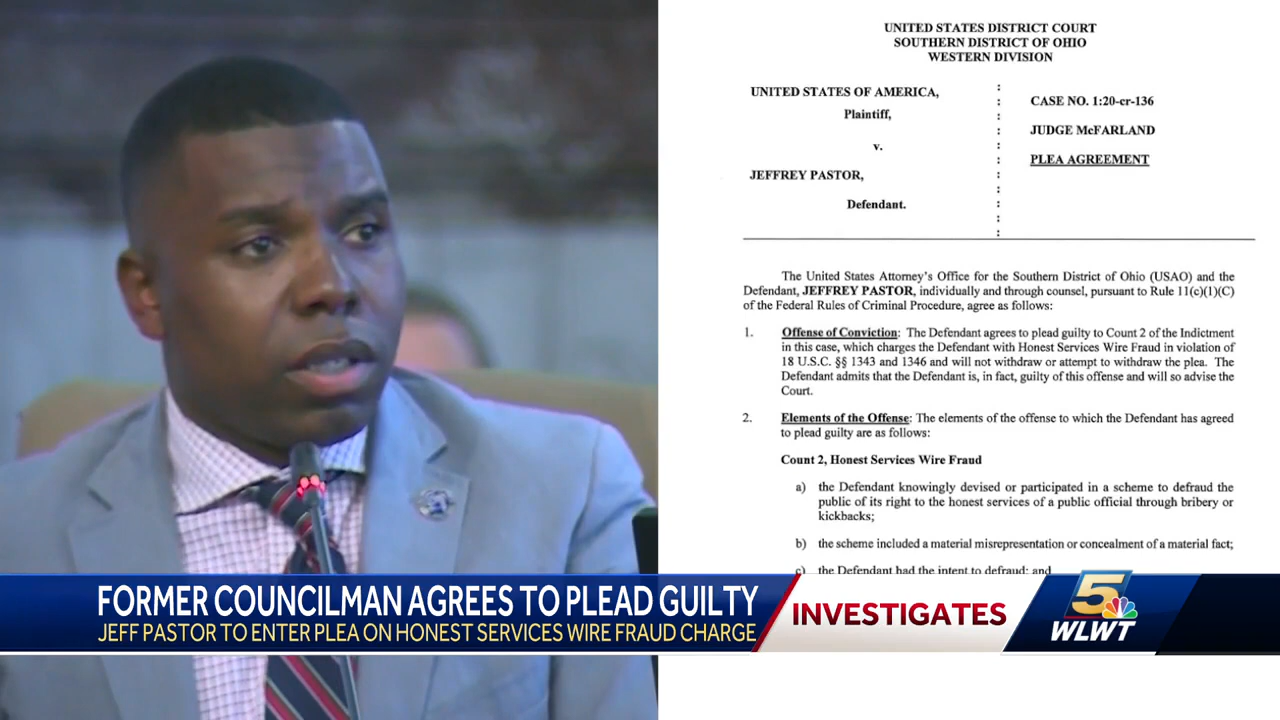 UNITED STATES DISTRICT COURT
SOUTHERN DISTRICT OF OHIO
WESTERN DIVISION
UNITED STATES OF AMERICA,
Plaintiff,
v.
JEFFREY PASTOR,
Defendant.
:
:
:
:
:
:
:
:
:
:
:
CASE NO. 1:20-cr-136
JUDGE McFARLAND
PLEA AGREEMENT
The United States Attorney's Office for the Southern District of Ohio (USAO) and the
Defendant, JEFFREY PASTOR, individually and through counsel, pursuant to Rule 11(c)(1)(C)
of the Federal Rules of Criminal Procedure, agree as follows:
1. Offense of Conviction: The Defendant agrees to plead guilty to Count 2 of the Indictment
in this case, which charges the Defendant with Honest Services Wire Fraud in violation of
18 U.S.C. §§ 1343 and 1346 and will not withdraw or attempt to withdraw the plea. The
Defendant admits that the Defendant is, in fact, guilty of this offense and will so advise the
Court.
2. Elements of the Offense: The elements of the offense to which the Defendant has agreed
to plead guilty are as follows:
Count 2, Honest Services Wire Fraud
a) the Defendant knowingly devised or participated in a scheme to defraud the
public of its right to the honest services of a public official through bribery or
kickbacks;
b) the scheme included a material misrepresentation or concealment of a material fact;
c) the Defendant had the intent to defraud; and
FORMER COUNCILMAN AGREES TO PLEAD GUILTY
JEFF PASTOR TO ENTER PLEA ON HONEST SERVICES WIRE FRAUD CHARGE
INVESTIGATES
5
WLWT